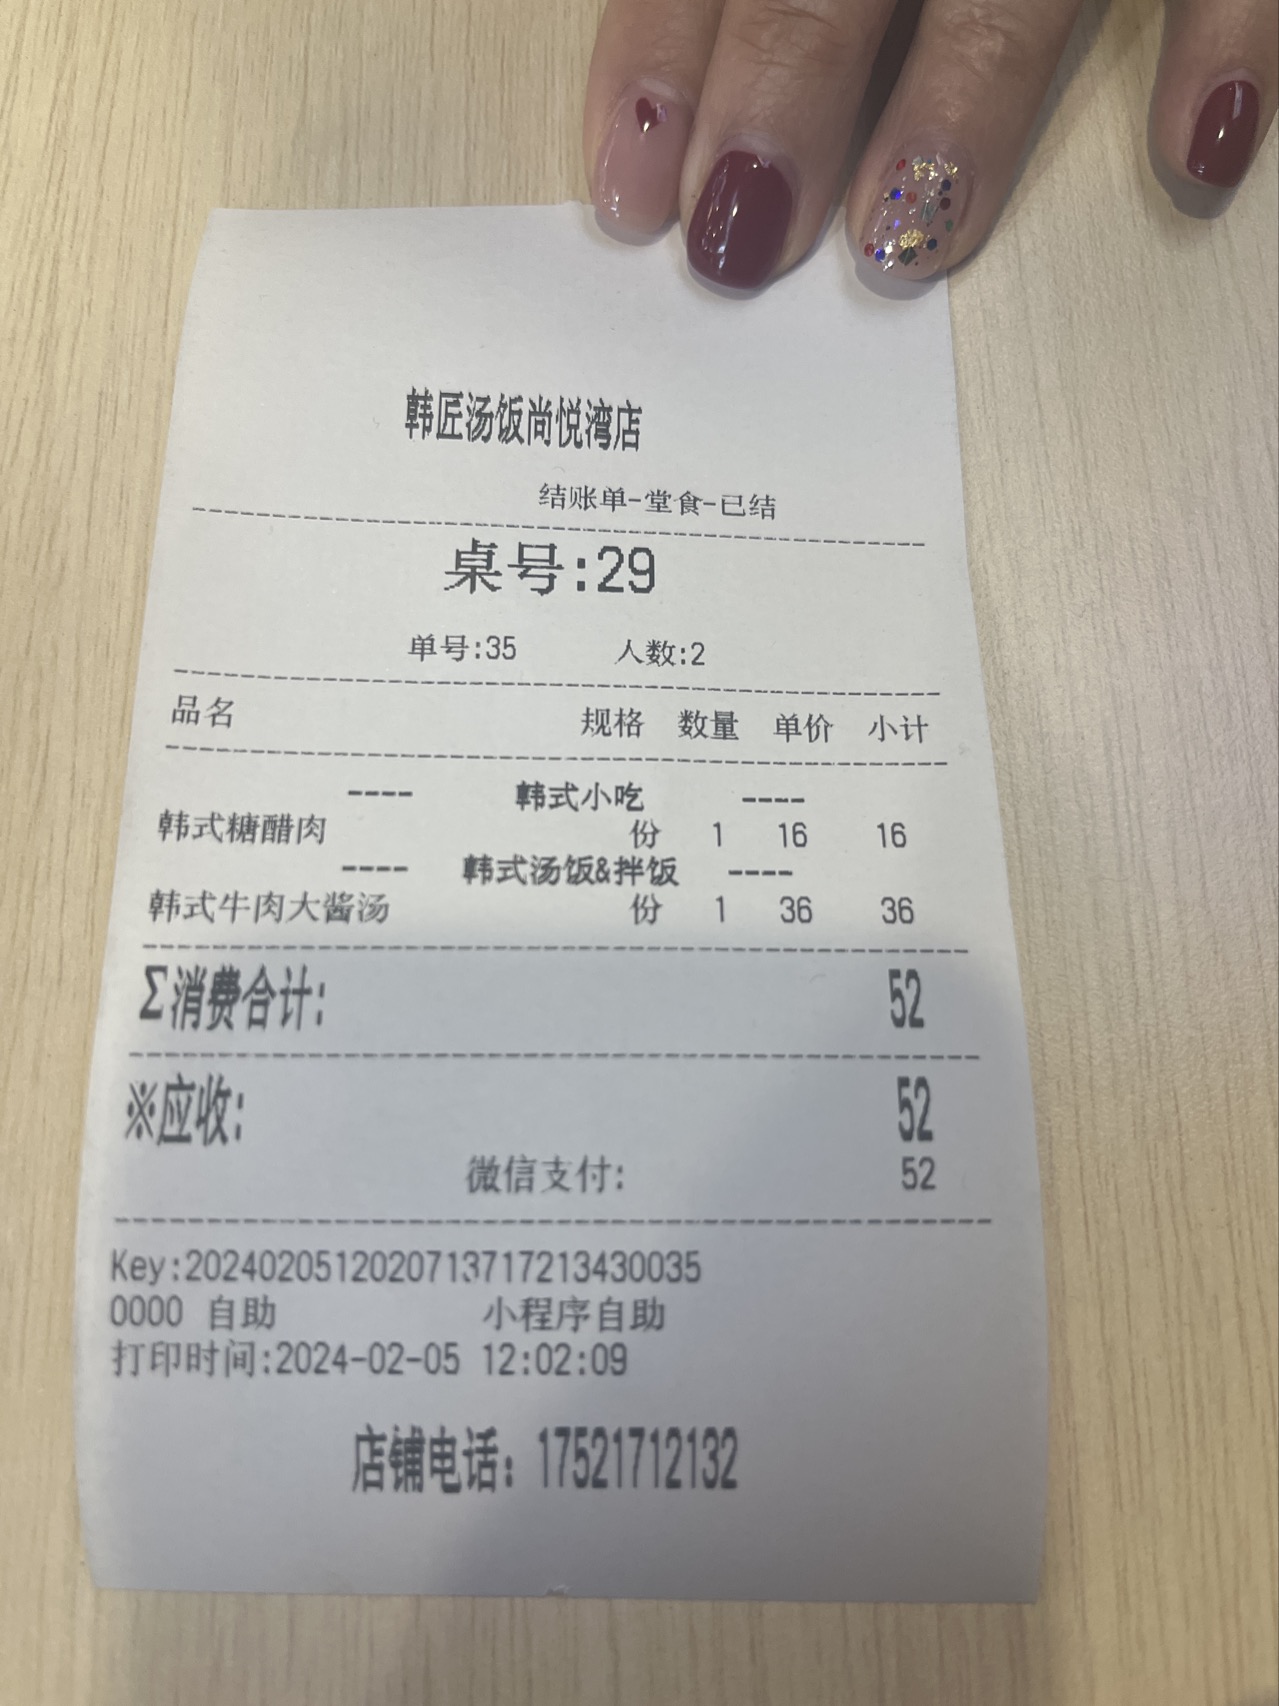 韩匠汤饭尚悦湾店
结账单-堂食-已结
桌号:29
单号:35 人数:2
品名 规格 数量 单价 小计
---- 韩式小吃 ----
韩式糖醋肉 份 1 16 16
---- 韩式汤饭&拌饭 ----
韩式牛肉大酱汤 份 1 36 36
Σ消费合计: 52
※应收: 52
微信支付: 52
Key:2024020512020713717213430035
0000 自助 小程序自助
打印时间:2024-02-05 12:02:09
店铺电话：17521712132